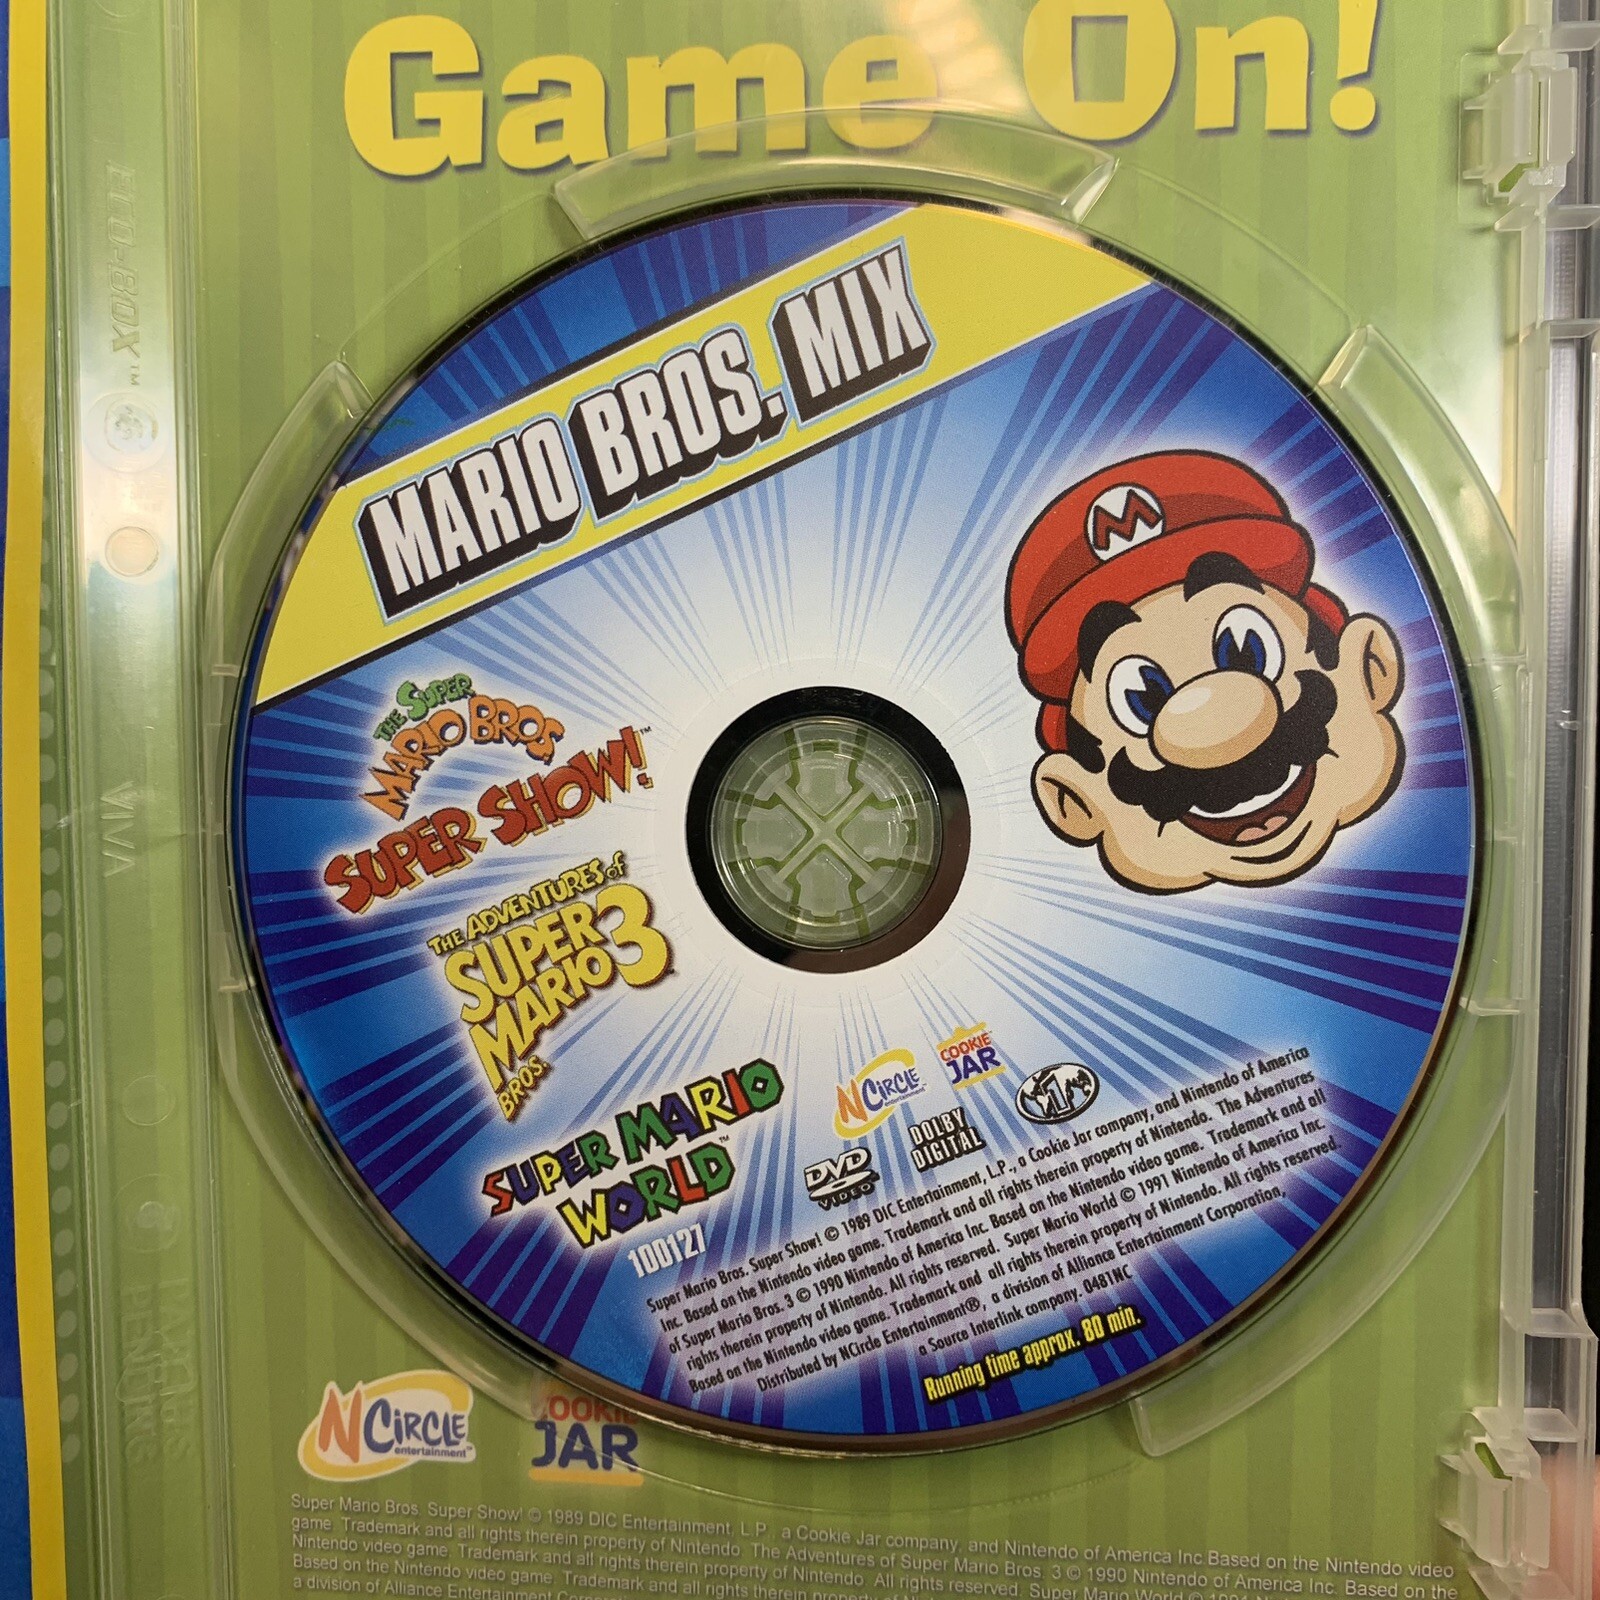 Game On!
MARIO BROS. MIX
M
THE SUPER
MARIO BROS
SUPER SHOW!™
THE ADVENTURES of
SUPER
MARIO 3
BROS.
SUPER MARIO
WORLD™
100127
NCIRCLE™
entertainment
COOKIE
JAR
1
DVD
VIDEO
DOLBY
DIGITAL
Super Mario Bros. Super Show! © 1989 DIC Entertainment, L.P., a Cookie Jar company, and Nintendo of America
Inc. Based on the Nintendo video game. Trademark and all rights therein property of Nintendo. The Adventures
of Super Mario Bros. 3 © 1990 Nintendo of America Inc. Based on the Nintendo video game. Trademark and all
rights therein property of Nintendo. All rights reserved. Super Mario World © 1991 Nintendo of America Inc.
Based on the Nintendo video game. Trademark and all rights therein property of Nintendo. All rights reserved.
Distributed by NCircle Entertainment®, a division of Alliance Entertainment Corporation,
a Source Interlink company. 0481NC
Running time approx. 80 min.
ECO-BOX™
VIVA
NCIRCLE
entertainment™
COOKIE
JAR
Super Mario Bros. Super Show! © 1989 DIC Entertainment, L.P., a Cookie Jar company, and Nintendo of America Inc.Based on the Nintendo video
game. Trademark and all rights therein property of Nintendo. The Adventures of Super Mario Bros. 3 © 1990 Nintendo of America Inc. Based on the
Nintendo video game. Trademark and all rights therein property of Nintendo. All rights reserved. Super Mario World ©
Based on the Nintendo video game. Trademark and all rights therein property of
a division of Alliance Entertainment